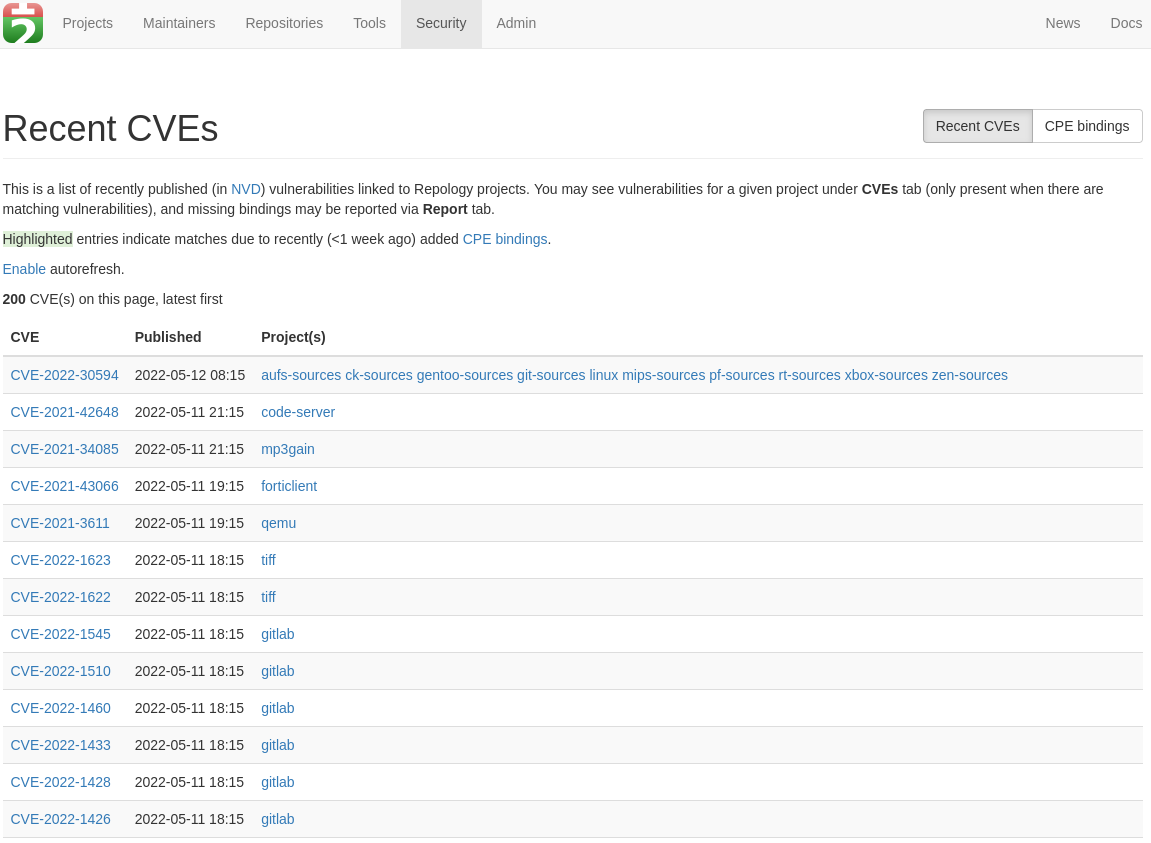 Projects Maintainers Repositories Tools Security Admin News Docs
Recent CVEs
Recent CVEs CPE bindings
This is a list of recently published (in NVD) vulnerabilities linked to Repology projects. You may see vulnerabilities for a given project under CVEs tab (only present when there are
matching vulnerabilities), and missing bindings may be reported via Report tab.
Highlighted entries indicate matches due to recently (<1 week ago) added CPE bindings.
Enable autorefresh.
200 CVE(s) on this page, latest first
CVE Published Project(s)
CVE-2022-30594 2022-05-12 08:15 aufs-sources ck-sources gentoo-sources git-sources linux mips-sources pf-sources rt-sources xbox-sources zen-sources
CVE-2021-42648 2022-05-11 21:15 code-server
CVE-2021-34085 2022-05-11 21:15 mp3gain
CVE-2021-43066 2022-05-11 19:15 forticlient
CVE-2021-3611 2022-05-11 19:15 qemu
CVE-2022-1623 2022-05-11 18:15 tiff
CVE-2022-1622 2022-05-11 18:15 tiff
CVE-2022-1545 2022-05-11 18:15 gitlab
CVE-2022-1510 2022-05-11 18:15 gitlab
CVE-2022-1460 2022-05-11 18:15 gitlab
CVE-2022-1433 2022-05-11 18:15 gitlab
CVE-2022-1428 2022-05-11 18:15 gitlab
CVE-2022-1426 2022-05-11 18:15 gitlab